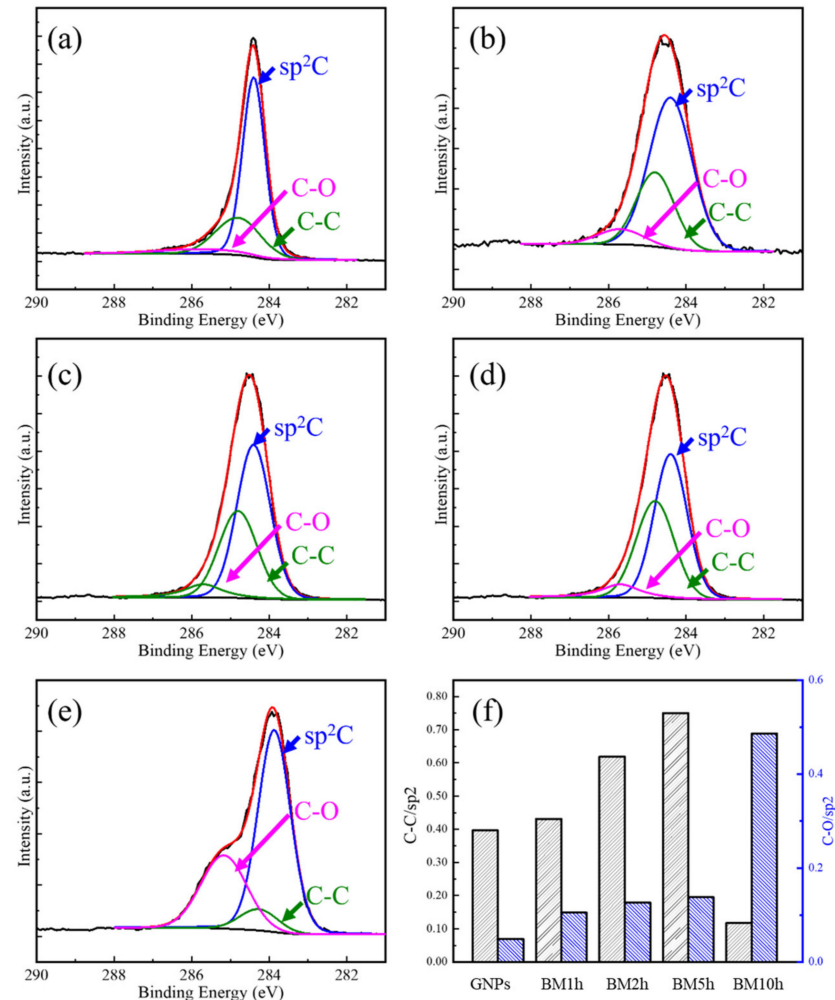 (a)
sp²C
C-O
C-C
Intensity (a.u.)
290 288 286 284 282
Binding Energy (eV)
(b)
sp²C
C-O
C-C
Intensity (a.u.)
290 288 286 284 282
Binding Energy (eV)
(c)
sp²C
C-O
C-C
Intensity (a.u.)
290 288 286 284 282
Binding Energy (eV)
(d)
sp²C
C-O
C-C
Intensity (a.u.)
290 288 286 284 282
Binding Energy (eV)
(e)
sp²C
C-O
C-C
Intensity (a.u.)
290 288 286 284 282
Binding Energy (eV)
(f)
C-C/sp2
0.80
0.70
0.60
0.50
0.40
0.30
0.20
0.10
0.00
0.6
0.4
0.2
0.0
C-O/sp2
GNPs BM1h BM2h BM5h BM10h